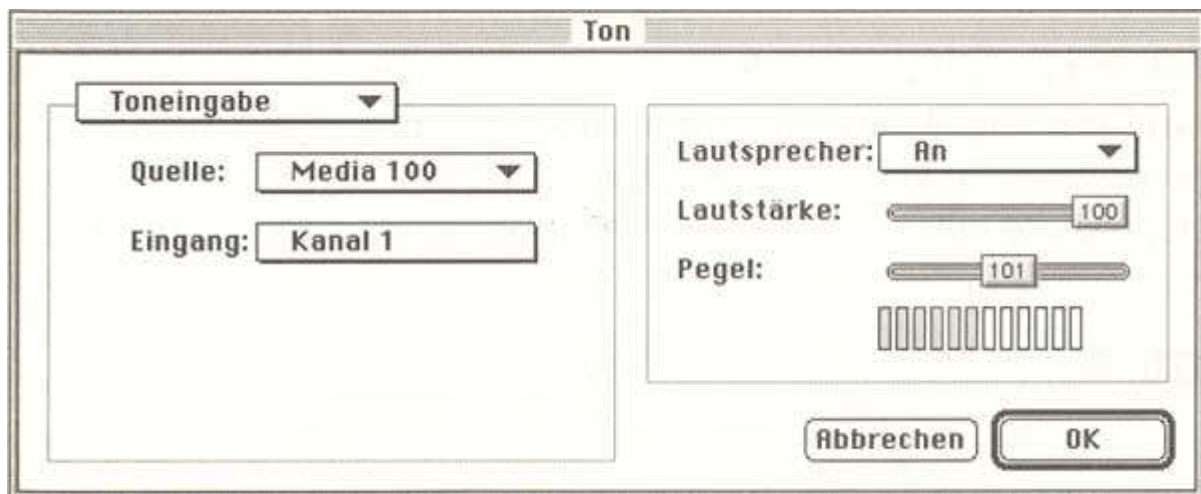 Ton
Toneingabe
Quelle: Media 100
Eingang: Kanal 1
Lautsprecher: An
Lautstärke: 100
Pegel: 101
Abbrechen OK